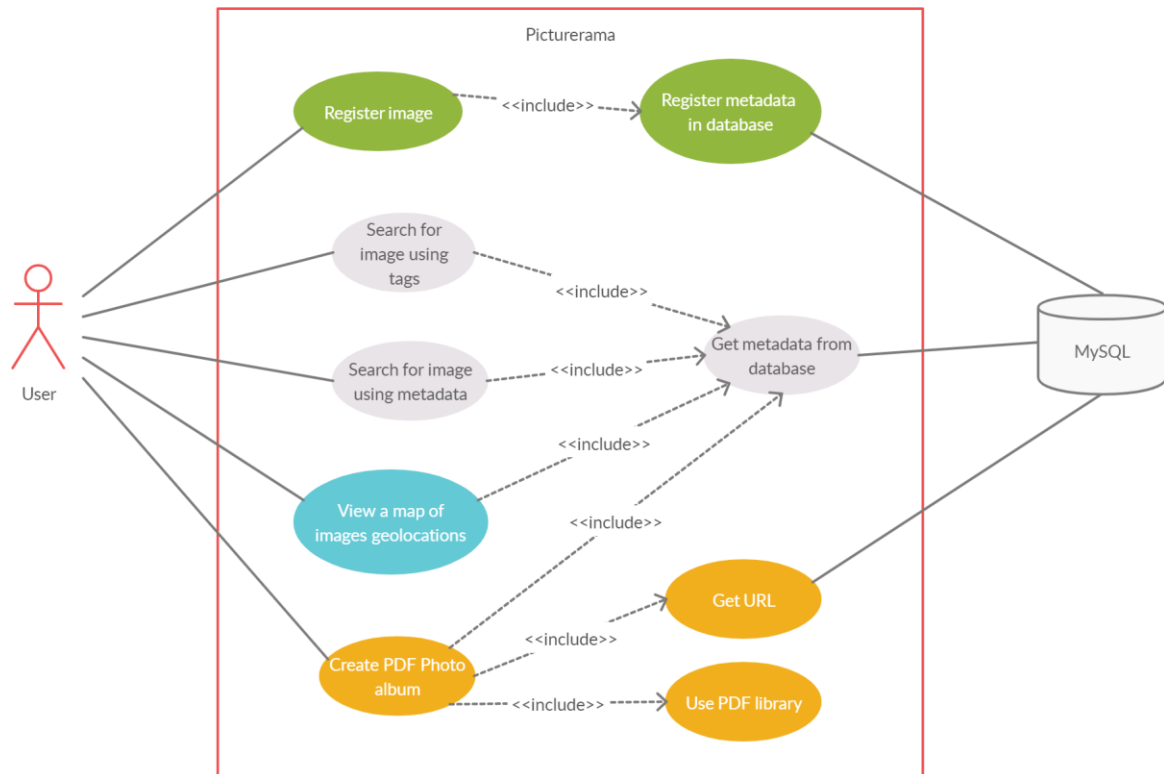 Picturerama
Register image
<<include>>
Register metadata
in database
Search for
image using
tags
<<include>>
Get metadata from
database
MySQL
User
Search for image
using metadata
<<include>>
<<include>>
View a map of
images geolocations
<<include>>
Get URL
<<include>>
Create PDF Photo
album
<<include>>
Use PDF library